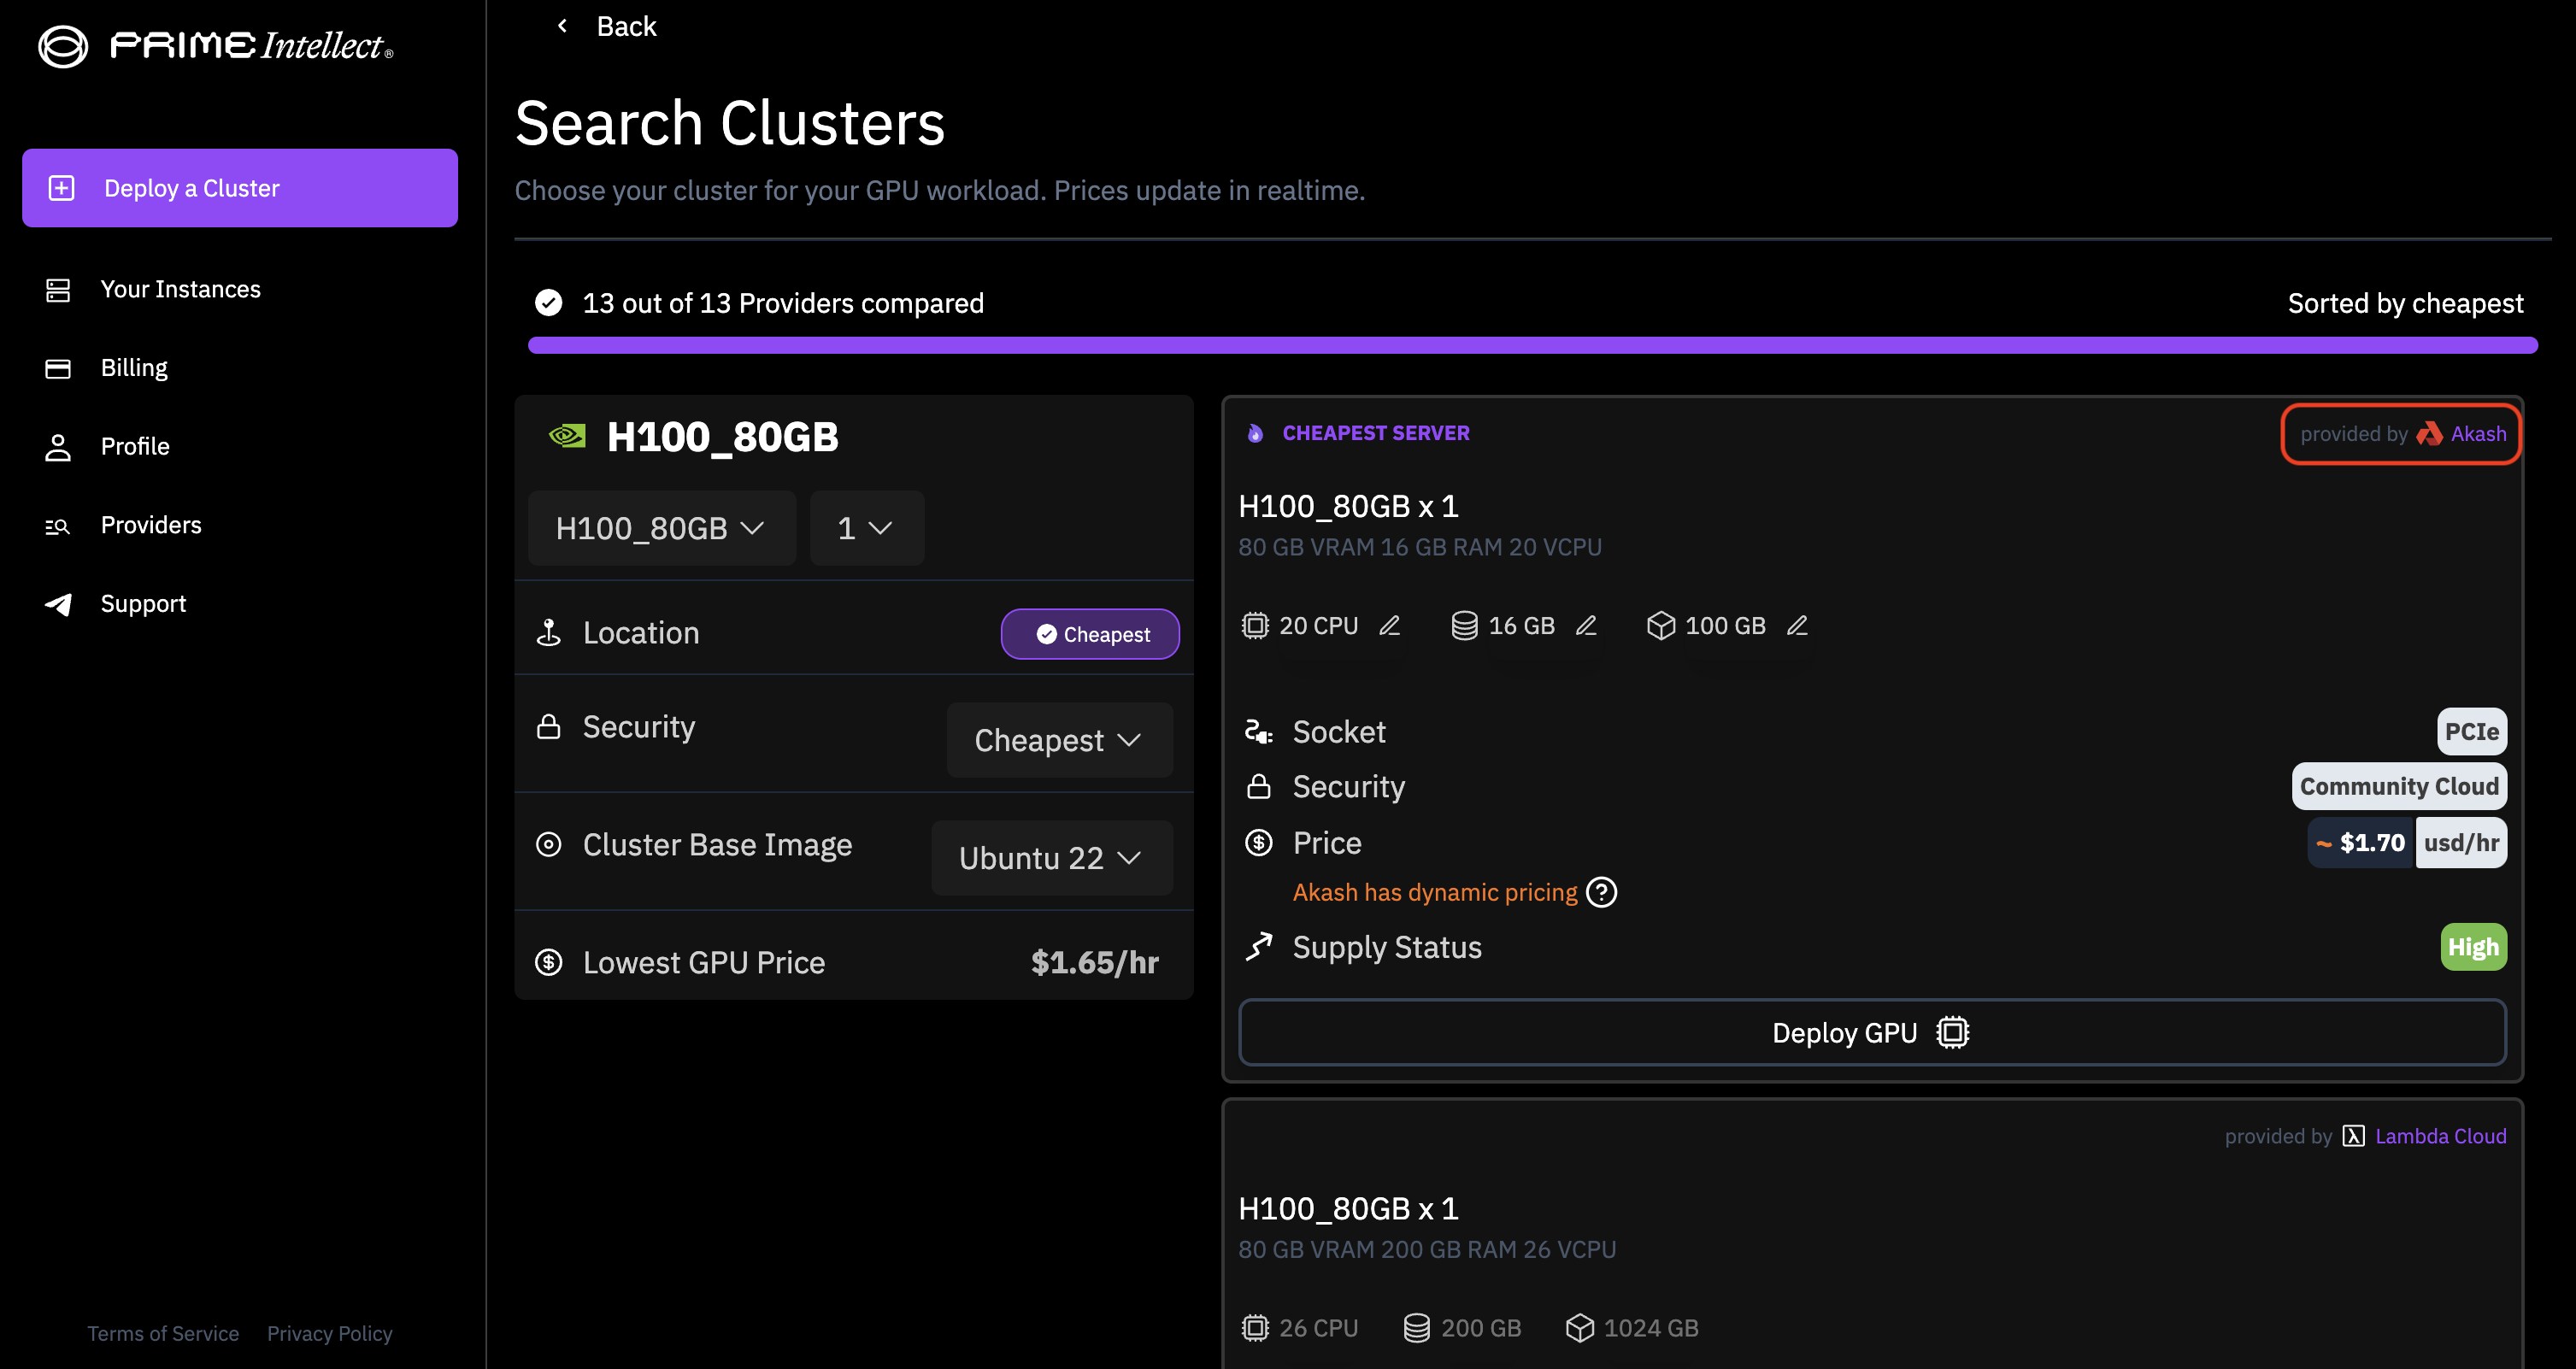 PRIME Intellect®
Deploy a Cluster
Your Instances
Billing
Profile
Providers
Support
Terms of Service Privacy Policy
Back
Search Clusters
Choose your cluster for your GPU workload. Prices update in realtime.
13 out of 13 Providers compared
Sorted by cheapest
H100_80GB
H100_80GB 1
Location Cheapest
Security Cheapest
Cluster Base Image Ubuntu 22
Lowest GPU Price $1.65/hr
CHEAPEST SERVER provided by Akash
H100_80GB x 1
80 GB VRAM 16 GB RAM 20 VCPU
20 CPU 16 GB 100 GB
Socket PCIe
Security Community Cloud
Price ~ $1.70 usd/hr
Akash has dynamic pricing ?
Supply Status High
Deploy GPU
provided by Lambda Cloud
H100_80GB x 1
80 GB VRAM 200 GB RAM 26 VCPU
26 CPU 200 GB 1024 GB